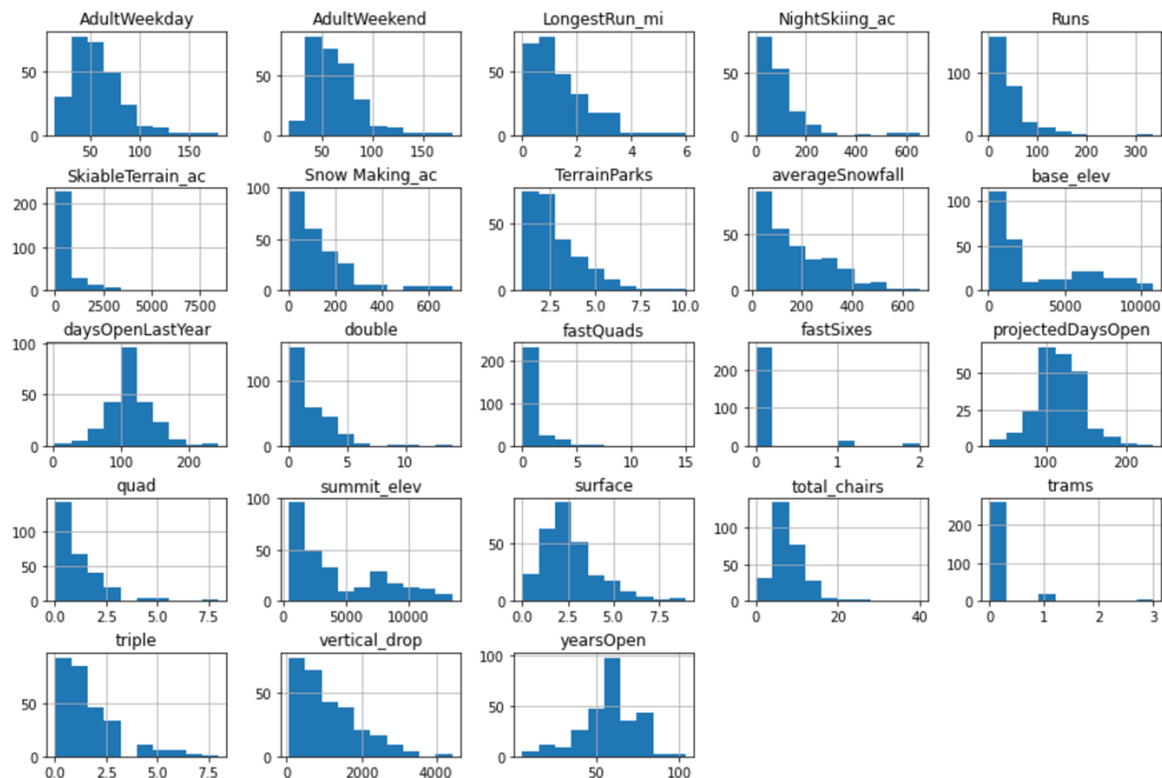 AdultWeekday
50
0
50 100 150
AdultWeekend
50
0
50 100 150
LongestRun_mi
50
0
0 2 4 6
NightSkiing_ac
50
0
0 200 400 600
Runs
100
0
0 100 200 300
SkiableTerrain_ac
200
100
0
0 2500 5000 7500
Snow Making_ac
100
50
0
0 200 400 600
TerrainParks
50
0
2.5 5.0 7.5 10.0
averageSnowfall
50
0
0 200 400 600
base_elev
100
50
0
0 5000 10000
daysOpenLastYear
100
50
0
0 100 200
double
100
0
0 5 10
fastQuads
200
100
0
0 5 10 15
fastSixes
200
100
0
0 1 2
projectedDaysOpen
50
25
0
100 200
quad
100
50
0
0.0 2.5 5.0 7.5
summit_elev
100
50
0
0 5000 10000
surface
50
0
0.0 2.5 5.0 7.5
total_chairs
100
50
0
0 20 40
trams
200
100
0
0 1 2 3
triple
50
0
0.0 2.5 5.0 7.5
vertical_drop
50
0
0 2000 4000
yearsOpen
100
50
0
50 100